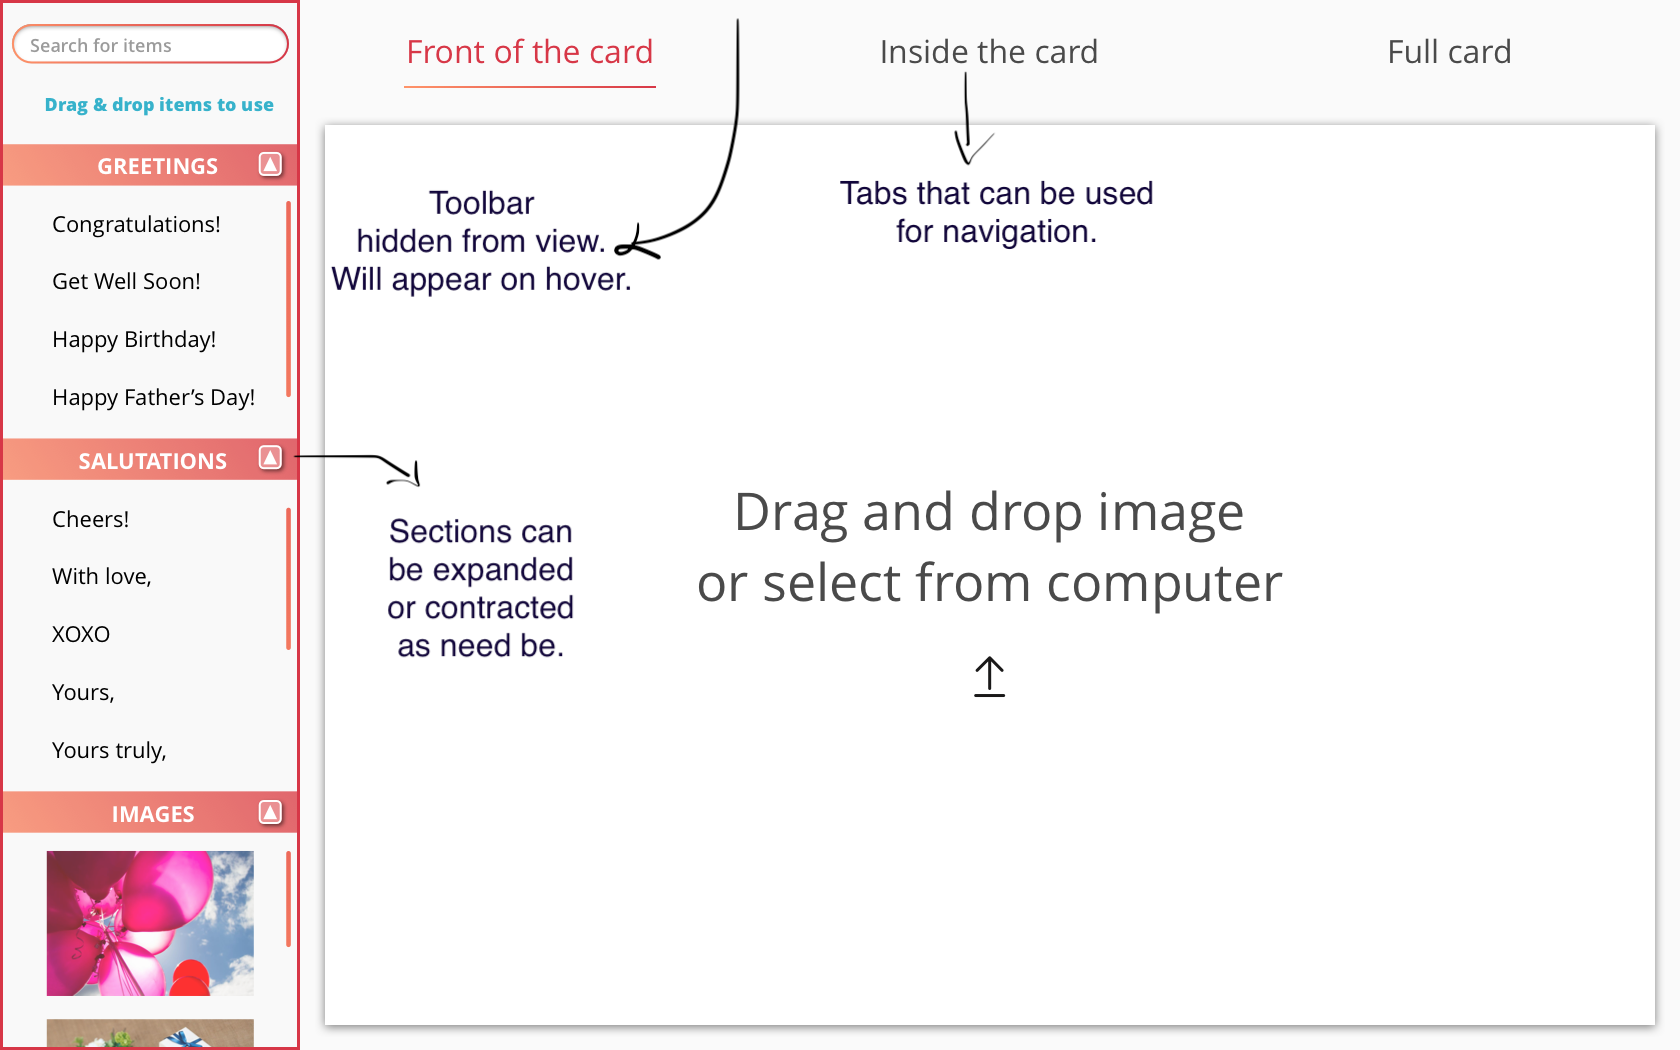 Search for items
Drag & drop items to use
GREETINGS
Congratulations!
Get Well Soon!
Happy Birthday!
Happy Father’s Day!
SALUTATIONS
Cheers!
With love,
XOXO
Yours,
Yours truly,
IMAGES
Front of the card
Inside the card
Full card
Toolbar
hidden from view.
Will appear on hover.
Tabs that can be used
for navigation.
Sections can
be expanded
or contracted
as need be.
Drag and drop image
or select from computer